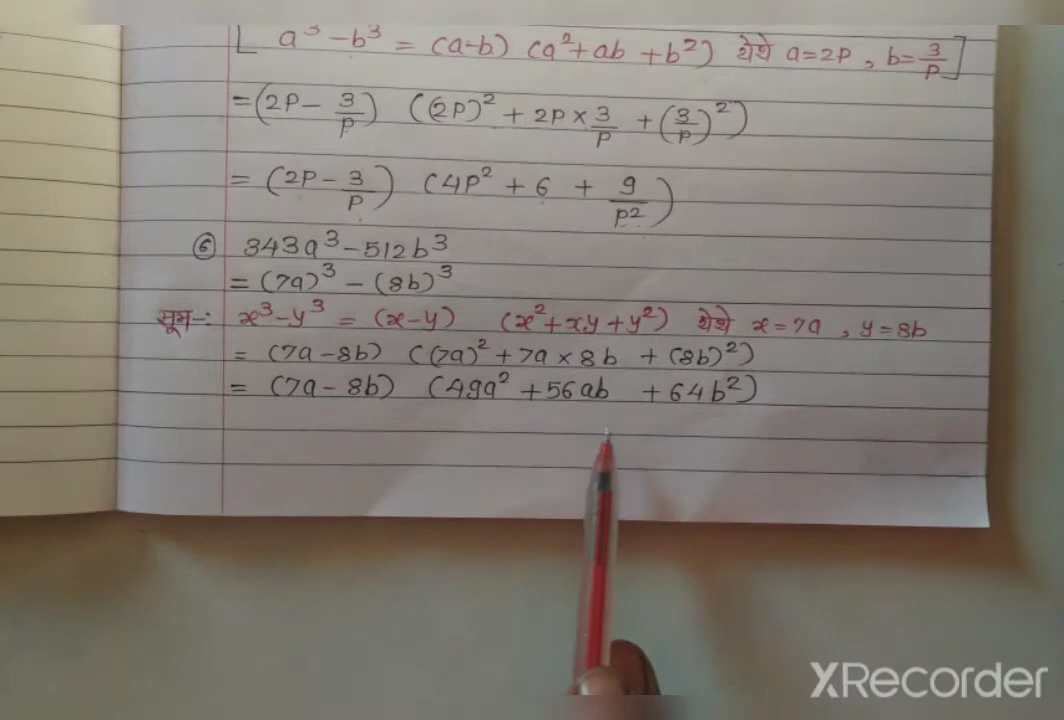 [ a³ - b³ = (a-b) (a² + ab + b²) येथे a = 2P , b = 3/P ]
= (2P - 3/P) ((2P)² + 2P × 3/P + (3/P)²)
= (2P - 3/P) (4P² + 6 + 9/P²)
⑥ 343a³ - 512b³
= (7a)³ - (8b)³
सूत्र-: x³ - y³ = (x-y) (x² + xy + y²) येथे x = 7a , y = 8b
= (7a - 8b) ((7a)² + 7a × 8b + (8b)²)
= (7a - 8b) (49a² + 56ab + 64b²)
XRecorder